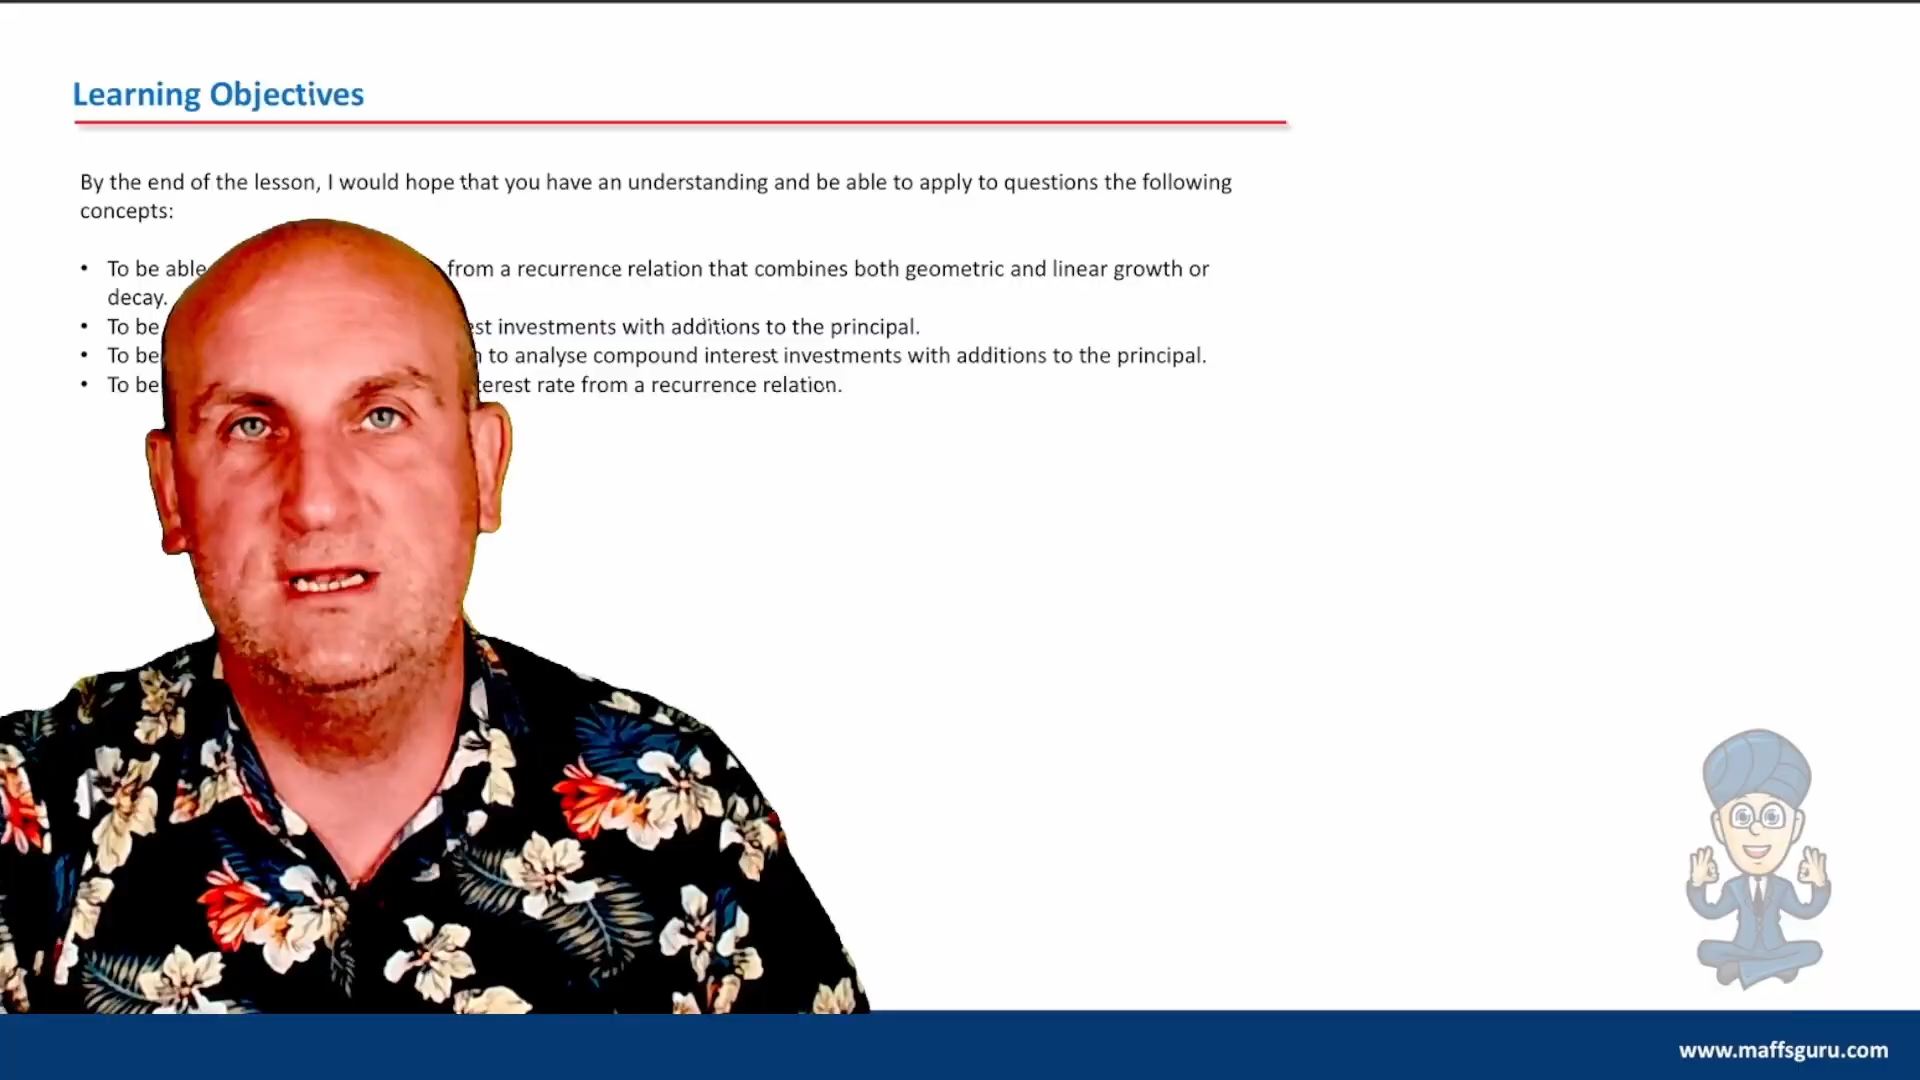 Learning Objectives
By the end of the lesson, I would hope that you have an understanding and be able to apply to questions the following
concepts:
• To be able from a recurrence relation that combines both geometric and linear growth or
decay.
• To be investments with additions to the principal.
• To be to analyse compound interest investments with additions to the principal.
• To be rate from a recurrence relation.
www.maffsguru.com